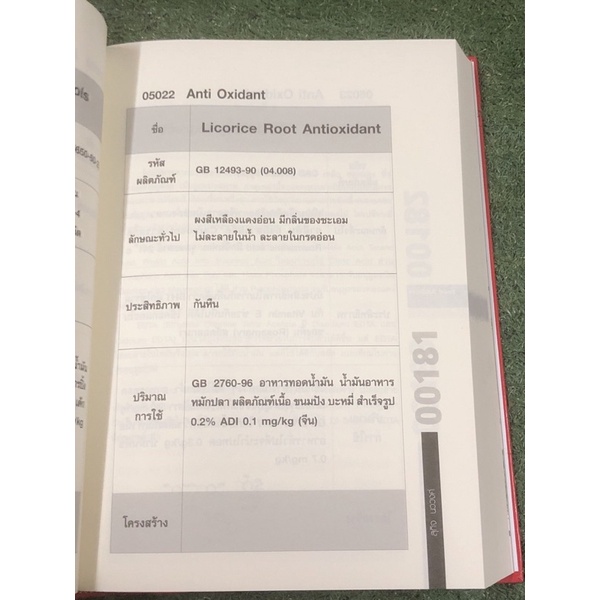 05022 Anti Oxidant
ชื่อ
Licorice Root Antioxidant
รหัส
ผลิตภัณฑ์
GB 12493-90 (04.008)
ลักษณะทั่วไป
ผงสีเหลืองแดงอ่อน มีกลิ่นของชะเอม
ไม่ละลายในน้ำ ละลายในกรดอ่อน
ประสิทธิภาพ
กันหืน
ปริมาณ
การใช้
GB 2760-96 อาหารทอดน้ำมัน น้ำมันอาหาร
หมักปลา ผลิตภัณฑ์เนื้อ ขนมปัง บะหมี่ สำเร็จรูป
0.2% ADI 0.1 mg/kg (จีน)
โครงสร้าง
00181